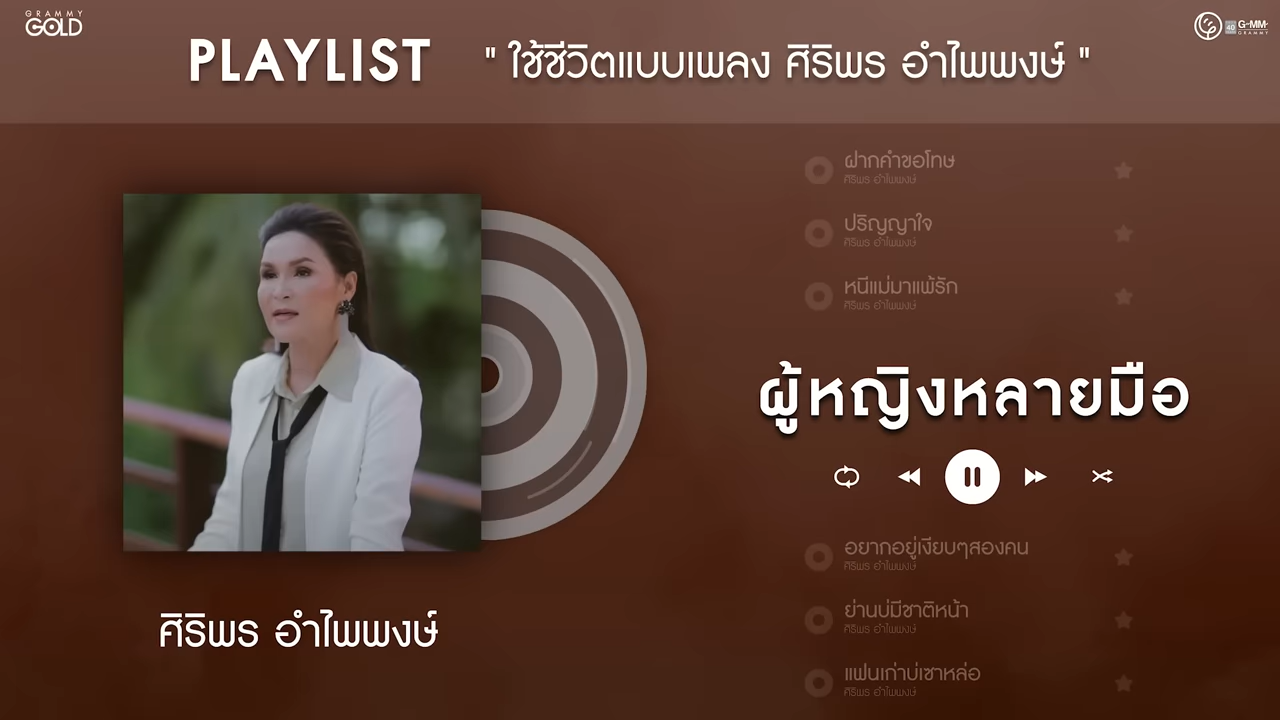 GRAMMY
GOLD
PLAYLIST " ใช้ชีวิตแบบเพลง ศิริพร อำไพพงษ์ "
G-MM-
GRAMMY
ฝากคำขอโทษ
ศิริพร อำไพพงษ์
ปริญญาใจ
ศิริพร อำไพพงษ์
หนีแม่มาแพ้รัก
ศิริพร อำไพพงษ์
ผู้หญิงหลายมือ
อยากอยู่เงียบๆสองคน
ศิริพร อำไพพงษ์
ย่านบ่มีชาติหน้า
ศิริพร อำไพพงษ์
แฟนเก่าบ่เซาหล่อ
ศิริพร อำไพพงษ์
ศิริพร อำไพพงษ์